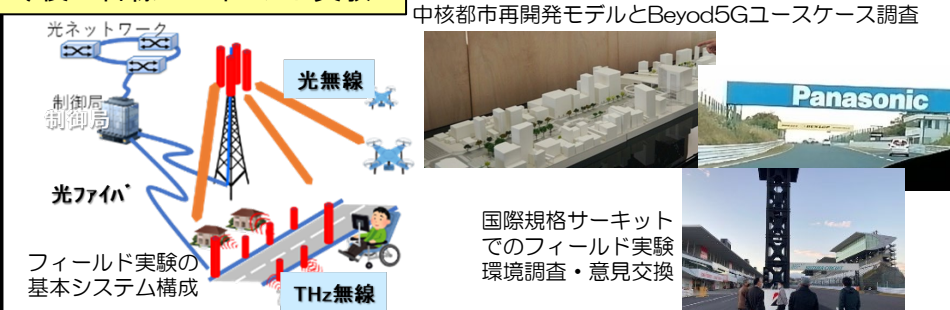 中核都市再開発モデルとBeyod5Gユースケース調査
光ネットワーク
光無線
制御局
制御局
Panasonic
光ファイバ
国際規格サーキット
でのフィールド実験
環境調査・意見交換
フィールド実験の
基本システム構成
THz無線